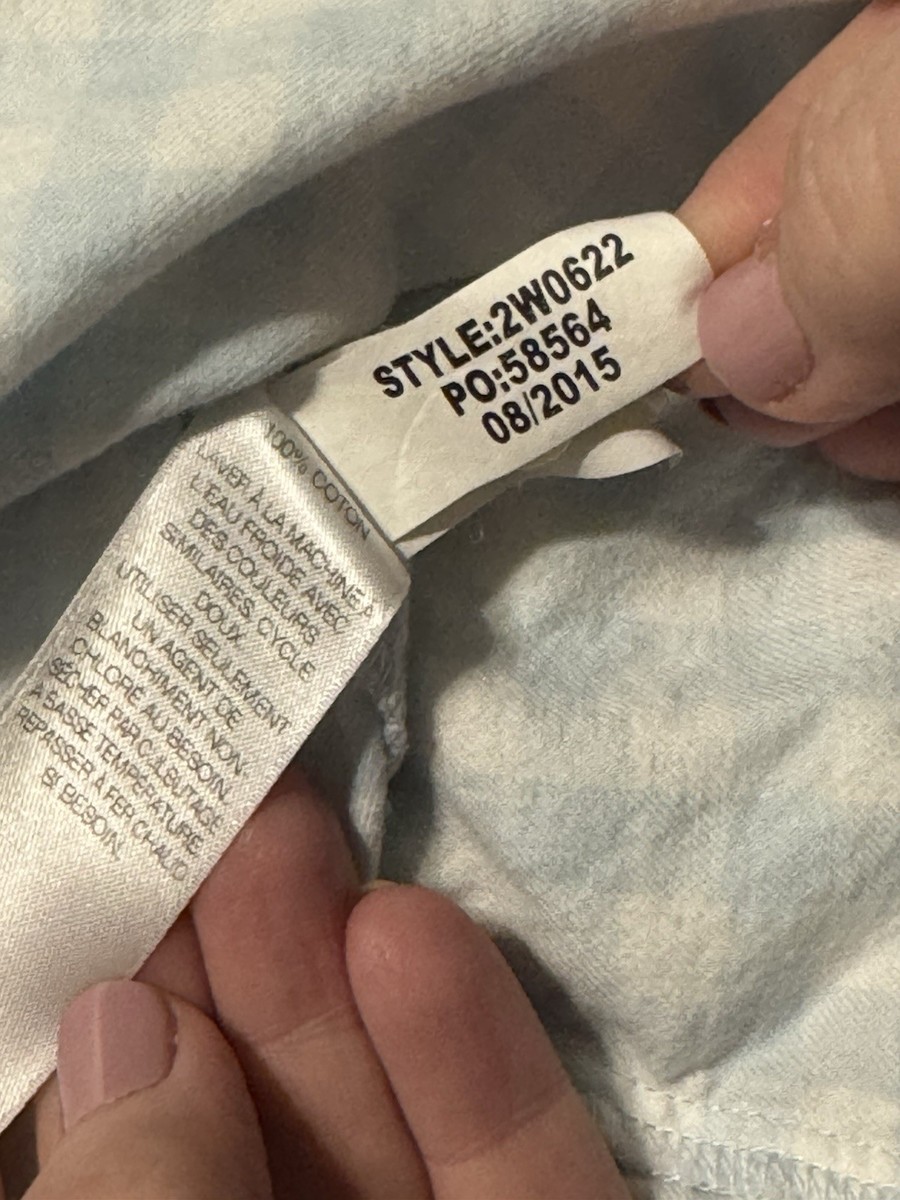 STYLE:2W0622
PO:58564
08/2015
100% COTON
LAVER À LA MACHINE À
L'EAU FROIDE AVEC
DES COULEURS
SIMILAIRES, CYCLE
DOUX.
UTILISER SEULEMENT
UN AGENT DE
BLANCHIMENT NON
CHLORÉ AU BESOIN.
SÉCHER PAR CULBUTAGE
À BASSE TEMPÉRATURE.
REPASSER À FER CHAUD
SI BESOIN.